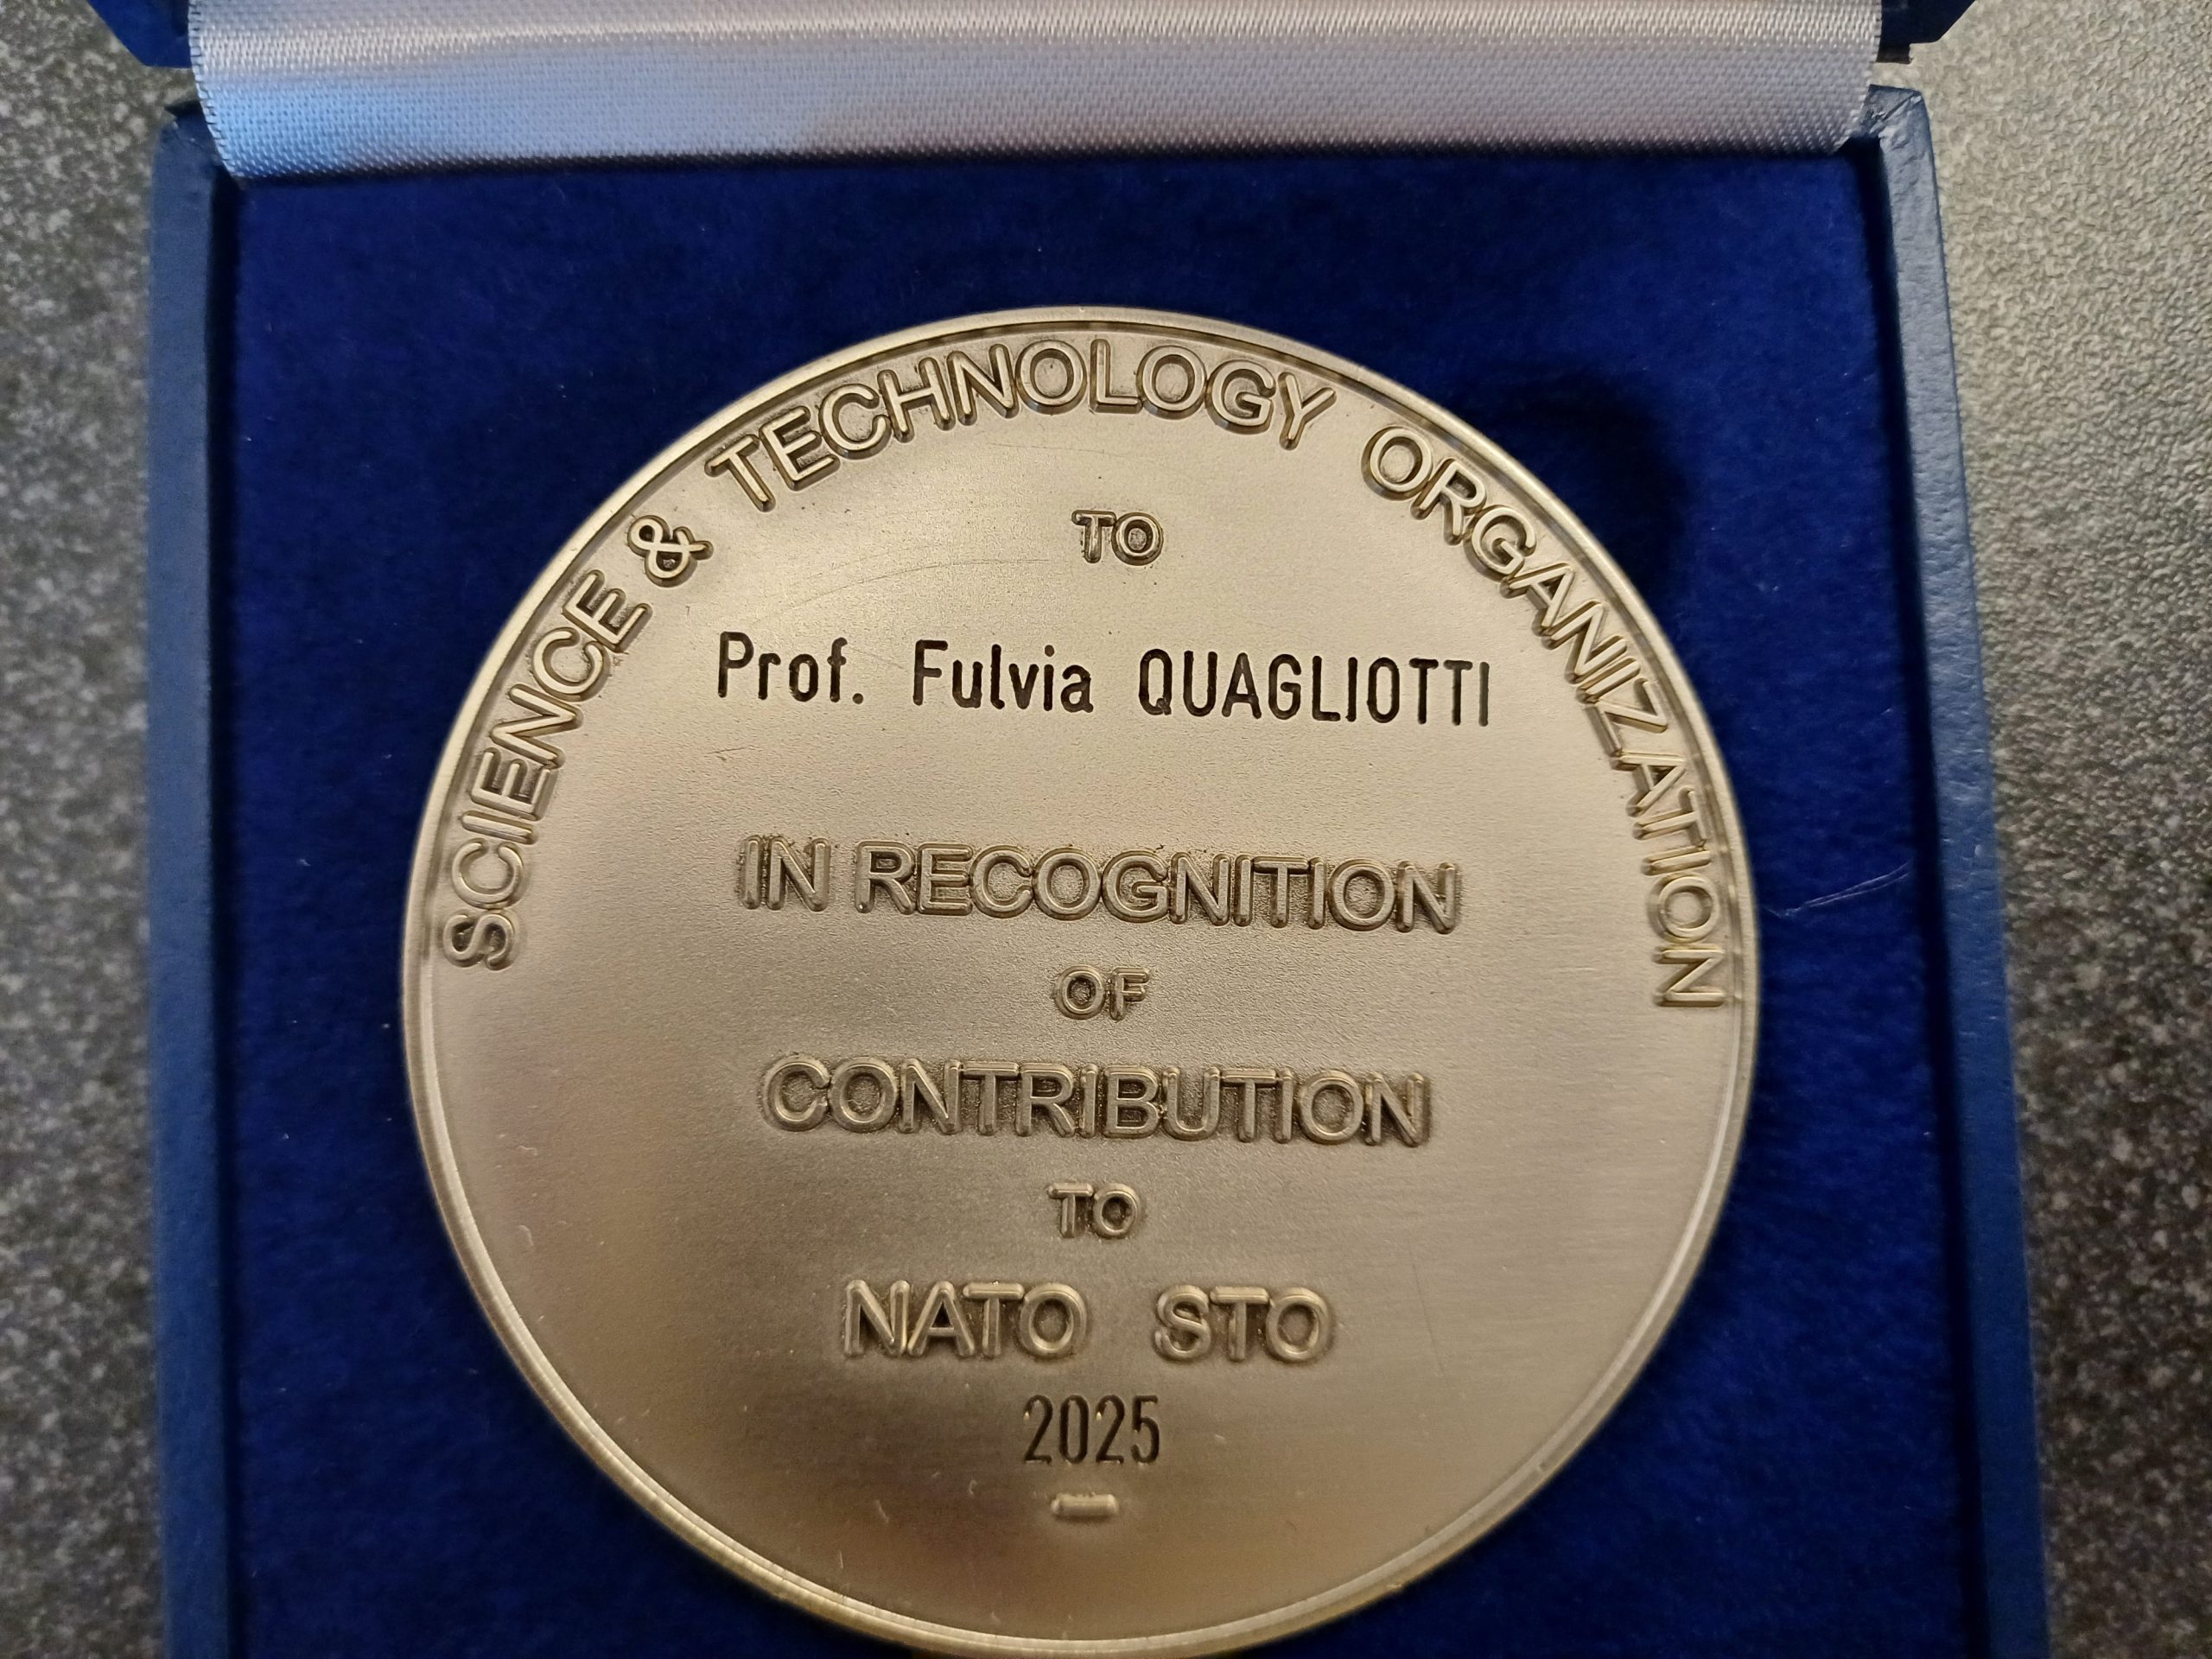 SCIENCE & TECHNOLOGY ORGANIZATION
TO
Prof. Fulvia QUAGLIOTTI
IN RECOGNITION
OF
CONTRIBUTION
TO
NATO STO
2025